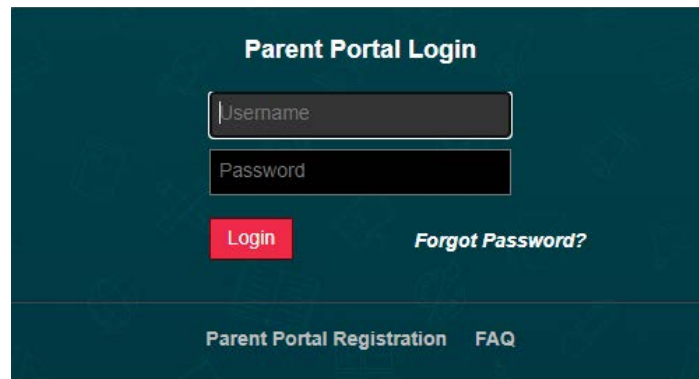 Parent Portal Login
Username
Password
Login Forgot Password?
Parent Portal Registration FAQ